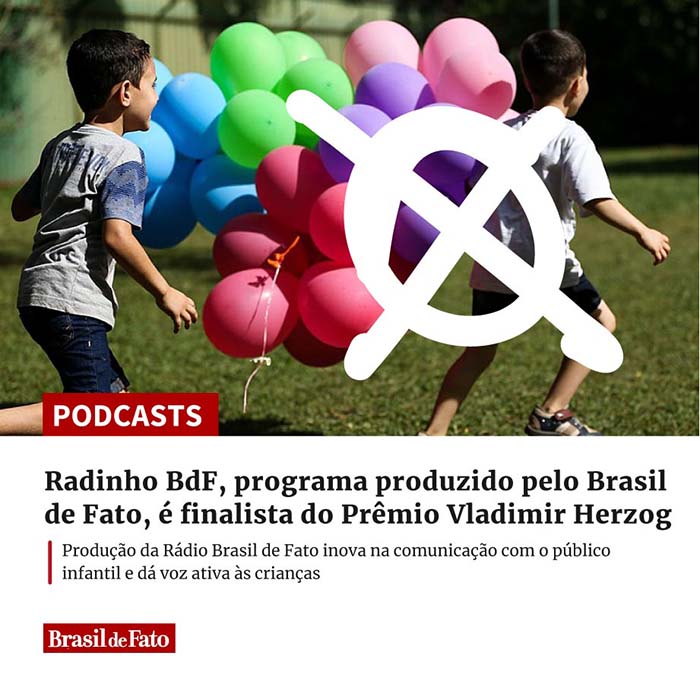 PODCASTS
Radinho BdF, programa produzido pelo Brasil
de Fato, é finalista do Prêmio Vladimir Herzog
Produção da Rádio Brasil de Fato inova na comunicação com o público
infantil e dá voz ativa às crianças
Brasil de Fato